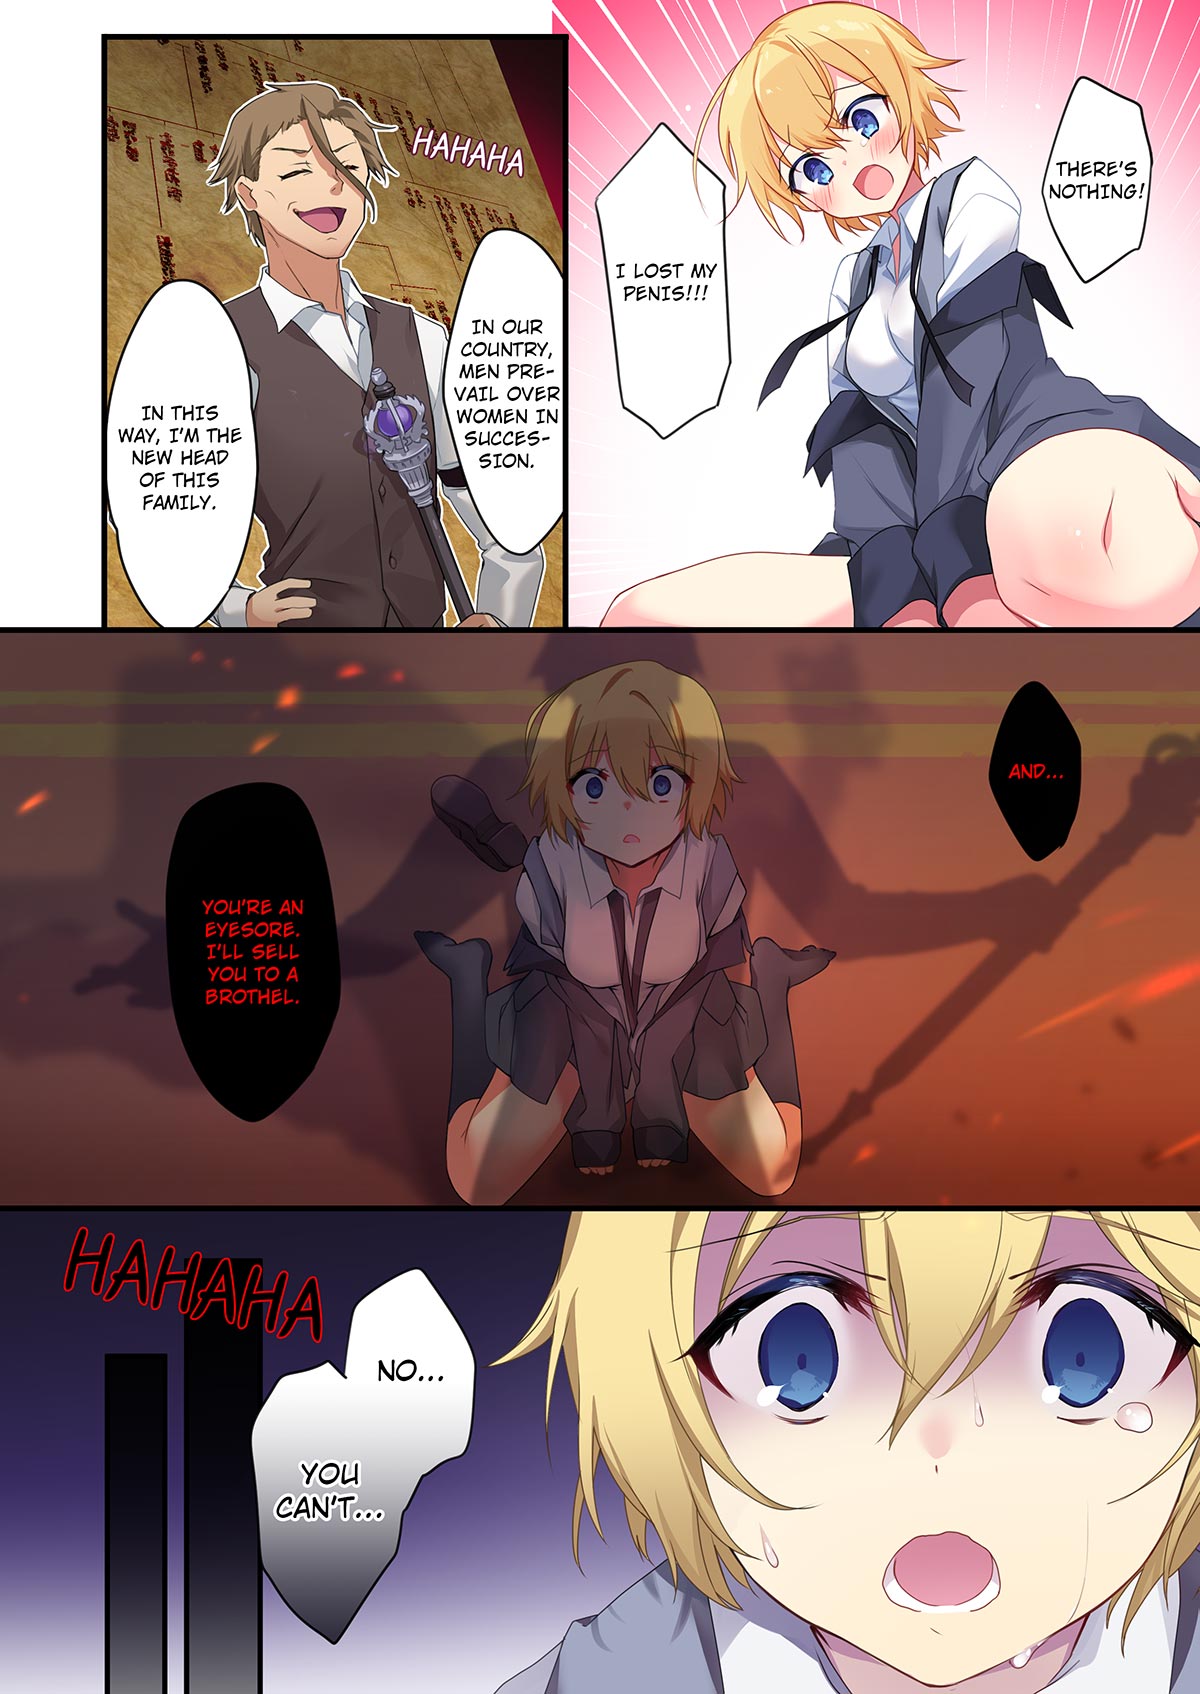 THERE'S
NOTHING!
I LOST MY
PENIS!!!
HAHAHA
IN OUR
COUNTRY,
MEN PRE-
VAIL OVER
WOMEN IN
SUCCES-
SION.
IN THIS
WAY, I'M THE
NEW HEAD
OF THIS
FAMILY.
AND...
YOU'RE AN
EYESORE.
I'LL SELL
YOU TO A
BROTHEL.
NO...
YOU
CAN'T...
HAHAHA